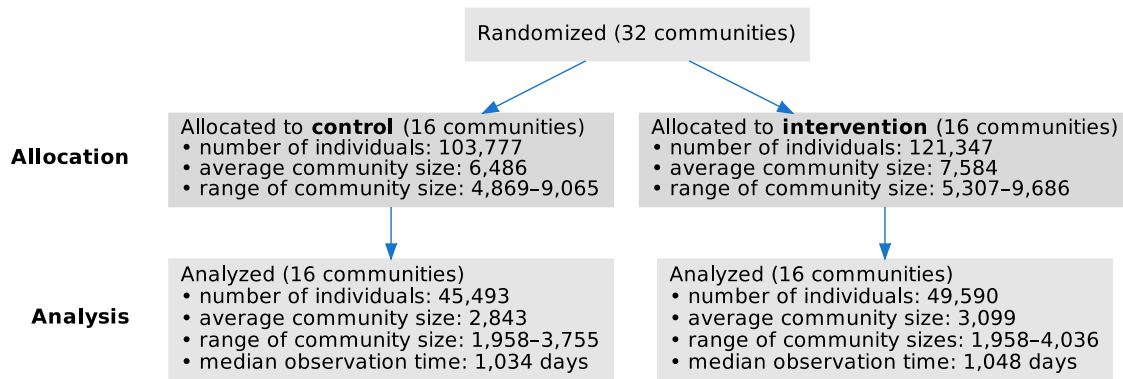 Randomized (32 communities)
Allocation
Allocated to control (16 communities)
• number of individuals: 103,777
• average community size: 6,486
• range of community size: 4,869–9,065
Allocated to intervention (16 communities)
• number of individuals: 121,347
• average community size: 7,584
• range of community size: 5,307–9,686
Analysis
Analyzed (16 communities)
• number of individuals: 45,493
• average community size: 2,843
• range of community size: 1,958–3,755
• median observation time: 1,034 days
Analyzed (16 communities)
• number of individuals: 49,590
• average community size: 3,099
• range of community sizes: 1,958–4,036
• median observation time: 1,048 days